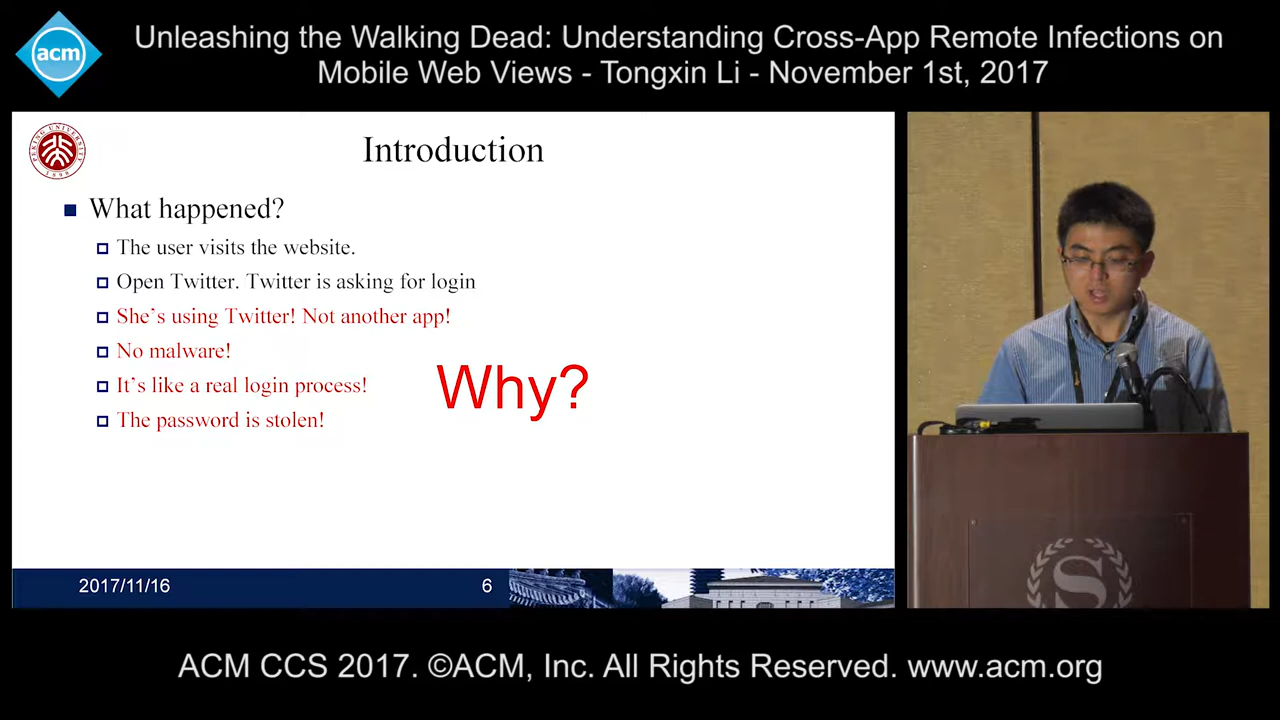 acm
Unleashing the Walking Dead: Understanding Cross-App Remote Infections on
Mobile Web Views - Tongxin Li - November 1st, 2017
PEKING UNIVERSITY
1898
Introduction
What happened?
The user visits the website.
Open Twitter. Twitter is asking for login
She's using Twitter! Not another app!
No malware!
It's like a real login process!
The password is stolen!
Why?
2017/11/16
6
S
ACM CCS 2017. ©ACM, Inc. All Rights Reserved. www.acm.org